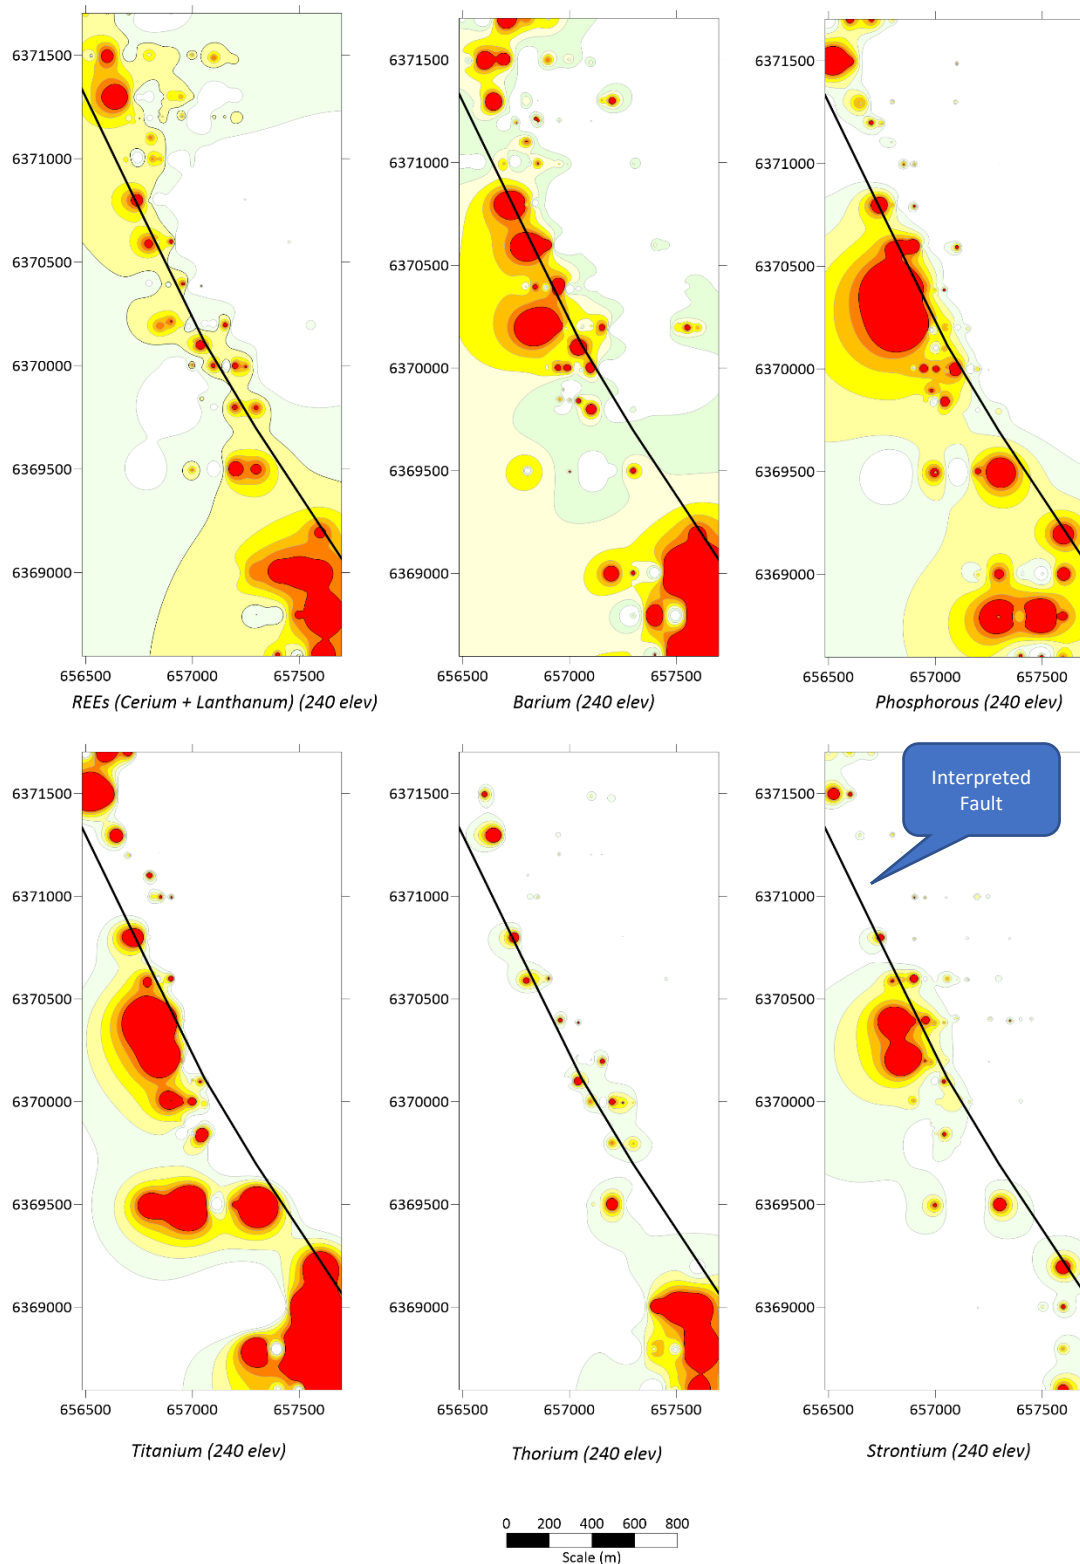 6371500
6371000
6370500
6370000
6369500
6369000
656500 657000 657500
REEs (Cerium + Lanthanum) (240 elev)
6371500
6371000
6370500
6370000
6369500
6369000
656500 657000 657500
Barium (240 elev)
6371500
6371000
6370500
6370000
6369500
6369000
656500 657000 657500
Phosphorous (240 elev)
6371500
6371000
6370500
6370000
6369500
6369000
656500 657000 657500
Titanium (240 elev)
6371500
6371000
6370500
6370000
6369500
6369000
656500 657000 657500
Thorium (240 elev)
Interpreted
Fault
6371500
6371000
6370500
6370000
6369500
6369000
656500 657000 657500
Strontium (240 elev)
0 200 400 600 800
Scale (m)